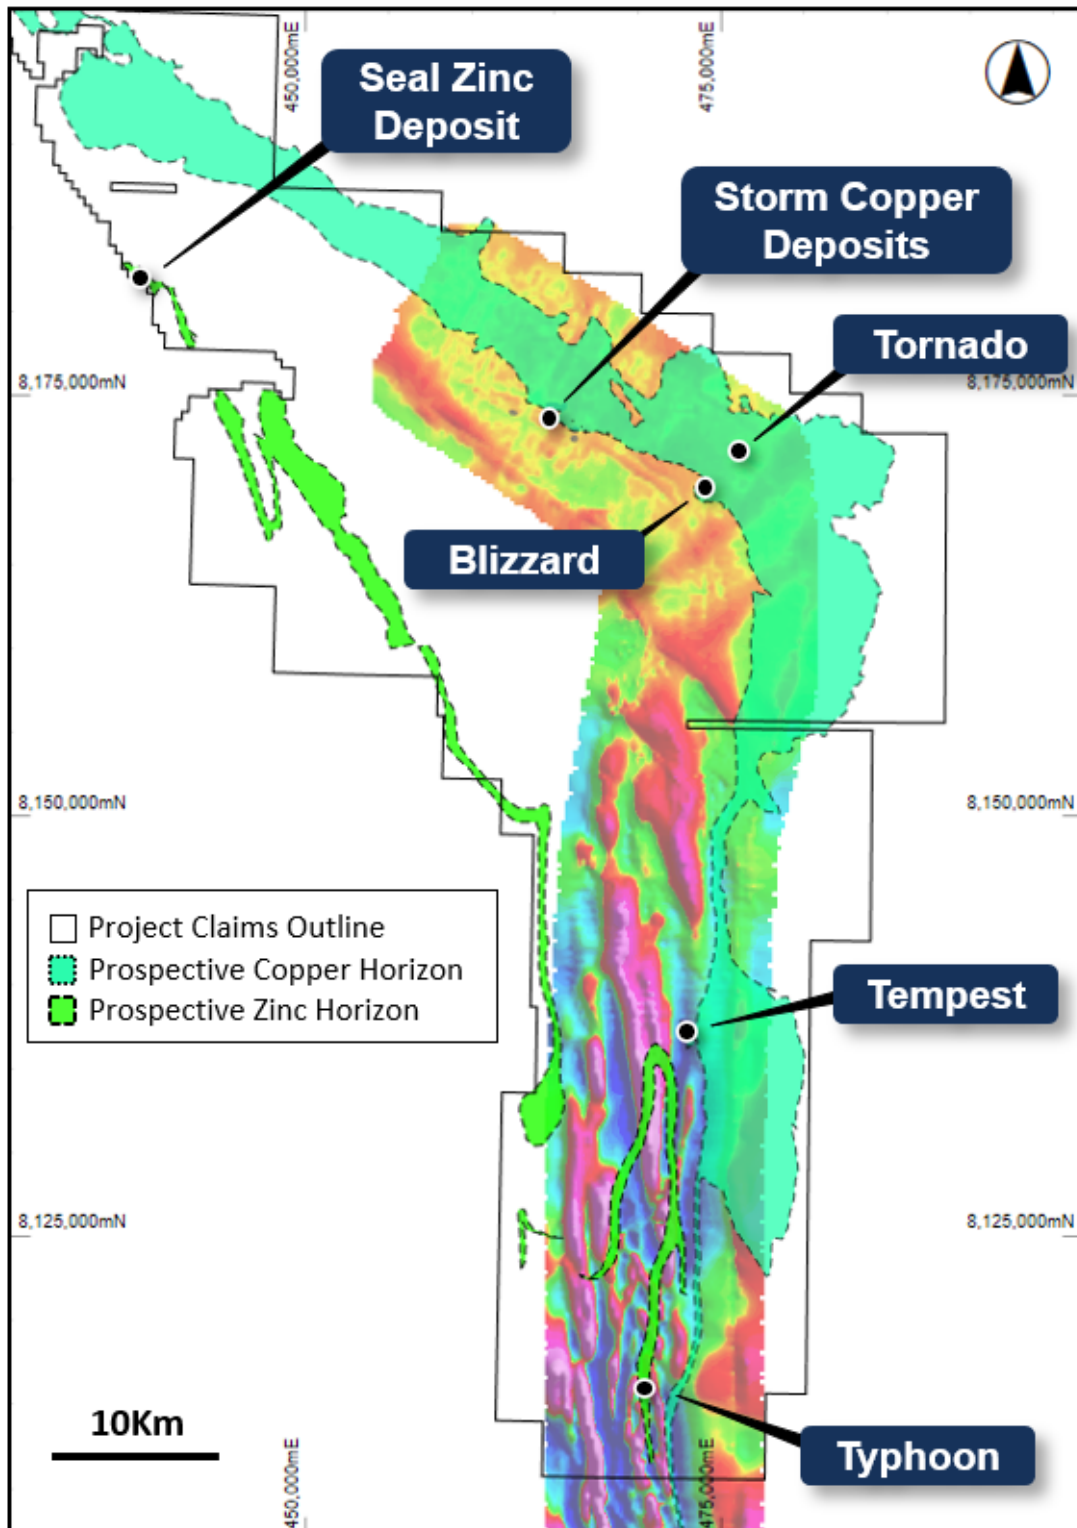 450,000mE
475,000mE
Seal Zinc
Deposit
Storm Copper
Deposits
Tornado
8,175,000mN
8,175,000mN
Blizzard
8,150,000mN
8,150,000mN
Project Claims Outline
Prospective Copper Horizon
Prospective Zinc Horizon
Tempest
8,125,000mN
8,125,000mN
10Km
Typhoon
450,000mE
475,000mE